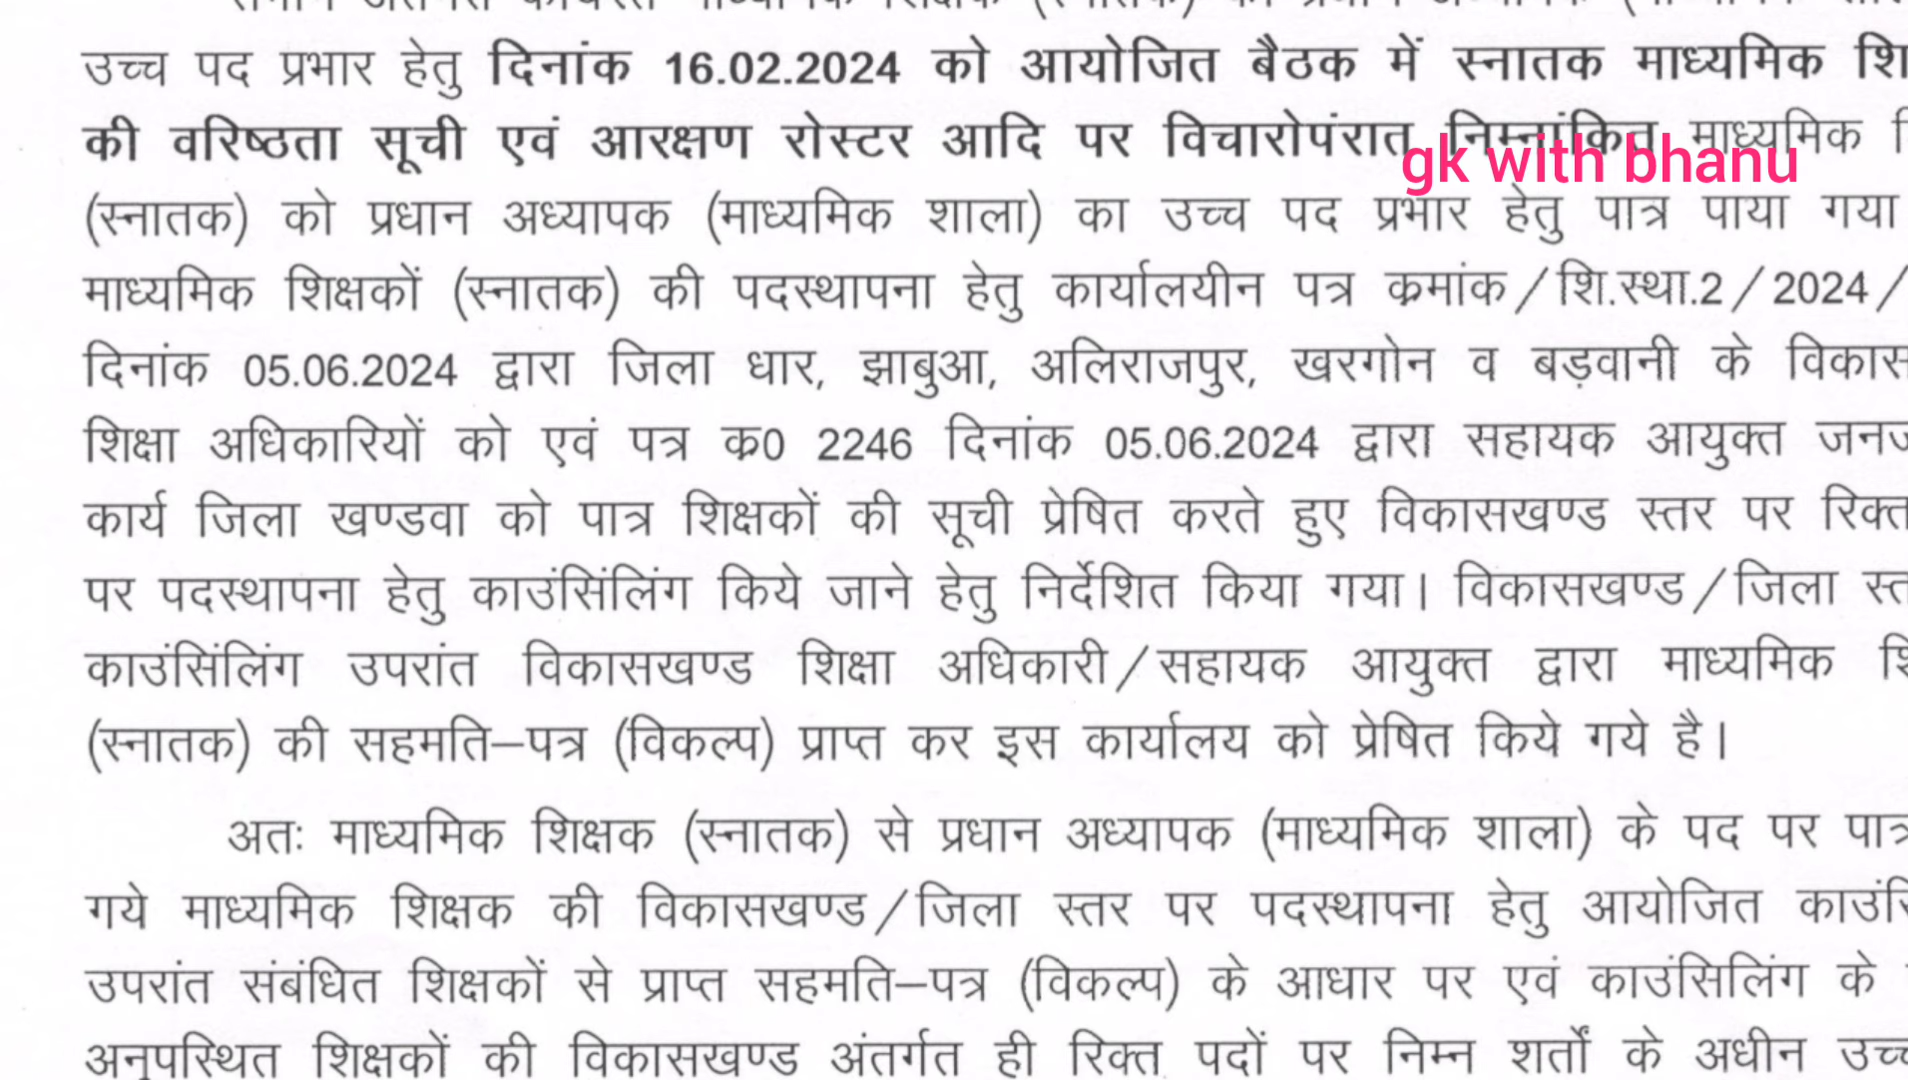 उच्च पद प्रभार हेतु दिनांक 16.02.2024 को आयोजित बैठक में स्नातक माध्यमिक
की वरिष्ठता सूची एवं आरक्षण रोस्टर आदि पर विचारोपंरात निम्नांकित माध्यमिक
gk with bhanu
(स्नातक) को प्रधान अध्यापक (माध्यमिक शाला) का उच्च पद प्रभार हेतु पात्र पाया गया
माध्यमिक शिक्षकों (स्नातक) की पदस्थापना हेतु कार्यालयीन पत्र क्रमांक/शि.स्था.2/2024/
दिनांक 05.06.2024 द्वारा जिला धार, झाबुआ, अलिराजपुर, खरगोन व बड़वानी के विकास
शिक्षा अधिकारियों को एवं पत्र क्र0 2246 दिनांक 05.06.2024 द्वारा सहायक आयुक्त
कार्य जिला खण्डवा को पात्र शिक्षकों की सूची प्रेषित करते हुए विकासखण्ड स्तर पर रिक्त
पर पदस्थापना हेतु काउंसिंलिंग किये जाने हेतु निर्देशित किया गया। विकासखण्ड/जिला
काउंसिंलिंग उपरांत विकासखण्ड शिक्षा अधिकारी/सहायक आयुक्त द्वारा माध्यमिक
(स्नातक) की सहमति–पत्र (विकल्प) प्राप्त कर इस कार्यालय को प्रेषित किये गये है।
अतः माध्यमिक शिक्षक (स्नातक) से प्रधान अध्यापक (माध्यमिक शाला) के पद पर पात्र
गये माध्यमिक शिक्षक की विकासखण्ड/जिला स्तर पर पदस्थापना हेतु आयोजित
उपरांत संबंधित शिक्षकों से प्राप्त सहमति–पत्र (विकल्प) के आधार पर एवं काउंसिलिंग के
अनुपस्थित शिक्षकों की विकासखण्ड अंतर्गत ही रिक्त पदों पर निम्न शर्तों के अधीन उच्च